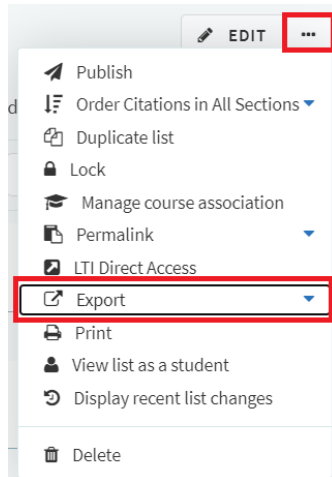 EDIT
Publish
d
Order Citations in All Sections
Duplicate list
Lock
Manage course association
Permalink
LTI Direct Access
Export
Print
View list as a student
Display recent list changes
Delete